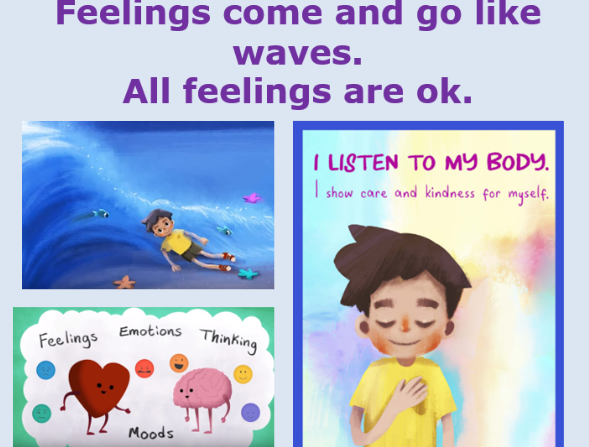 Feelings come and go like
waves.
All feelings are ok.
I LISTEN TO MY BODY.
I show care and kindness for myself.
Feelings Emotions Thinking
Moods